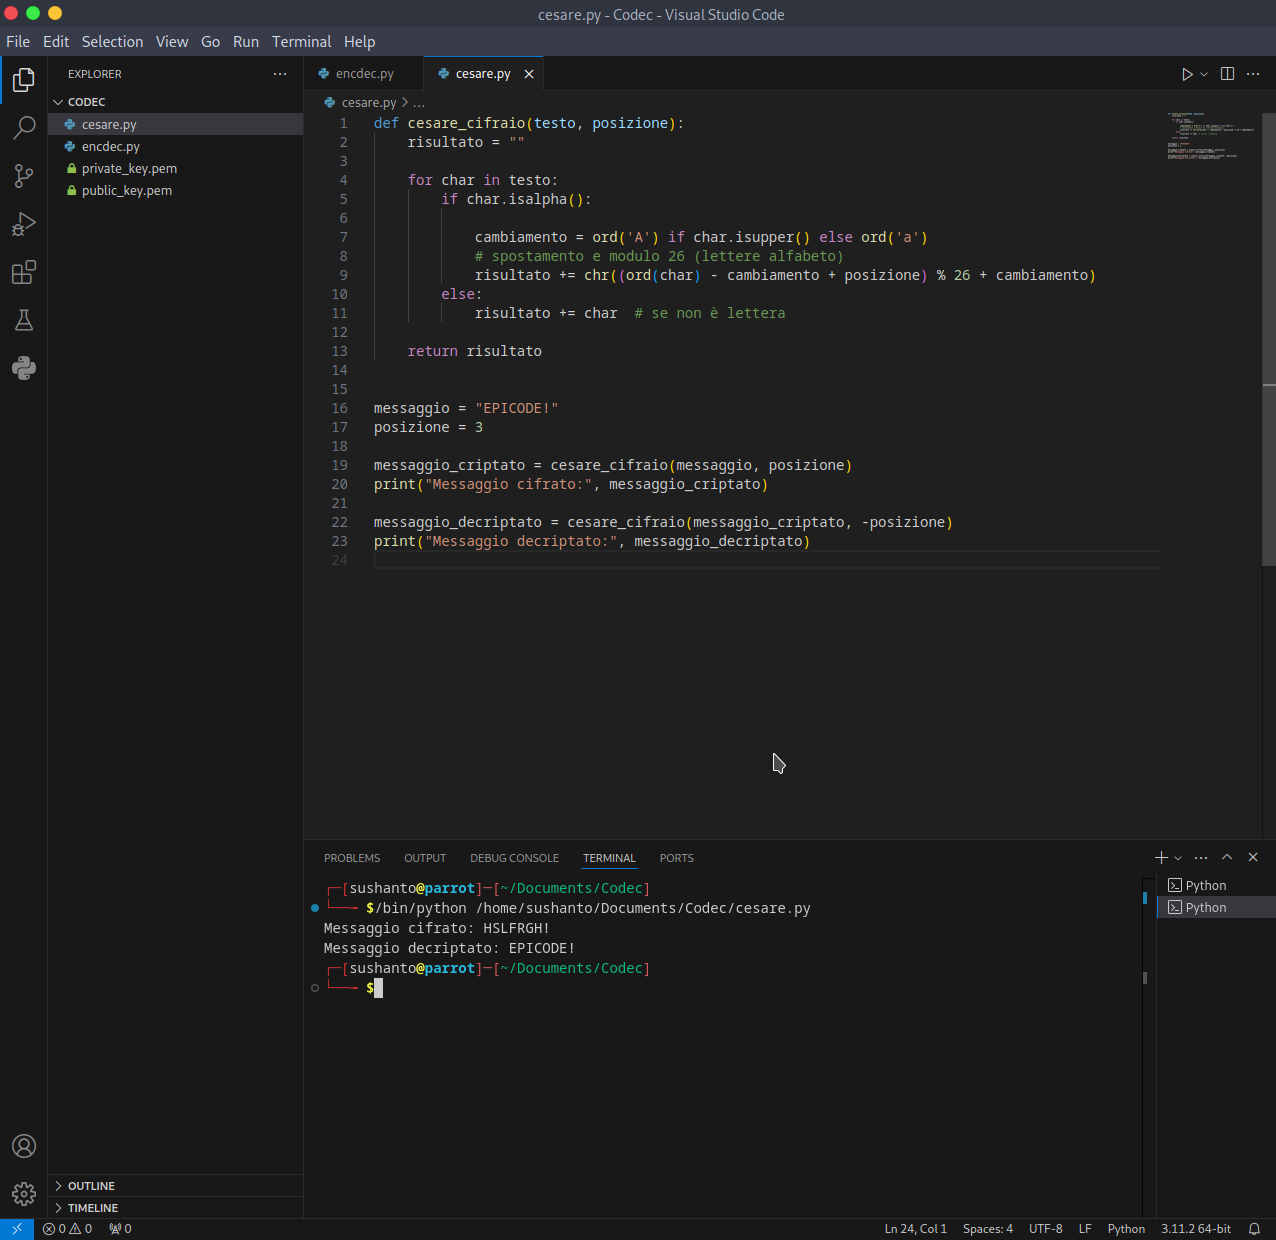 cesare.py - Codec - Visual Studio Code
File Edit Selection View Go Run Terminal Help
EXPLORER
CODEC
cesare.py
encdec.py
private_key.pem
public_key.pem
OUTLINE
TIMELINE
encdec.py cesare.py
cesare.py > ...
1 def cesare_cifraio(testo, posizione):
2 risultato = ""
3
4 for char in testo:
5 if char.isalpha():
6
7 cambiamento = ord('A') if char.isupper() else ord('a')
8 # spostamento e modulo 26 (lettere alfabeto)
9 risultato += chr((ord(char) - cambiamento + posizione) % 26 + cambiamento)
10 else:
11 risultato += char # se non è lettera
12
13 return risultato
14
15
16 messaggio = "EPICODE!"
17 posizione = 3
18
19 messaggio_criptato = cesare_cifraio(messaggio, posizione)
20 print("Messaggio cifrato:", messaggio_criptato)
21
22 messaggio_decriptato = cesare_cifraio(messaggio_criptato, -posizione)
23 print("Messaggio decriptato:", messaggio_decriptato)
24
PROBLEMS OUTPUT DEBUG CONSOLE TERMINAL PORTS
┌─[sushanto@parrot]─[~/Documents/Codec]
└──╼ $/bin/python /home/sushanto/Documents/Codec/cesare.py
Messaggio cifrato: HSLFRGH!
Messaggio decriptato: EPICODE!
┌─[sushanto@parrot]─[~/Documents/Codec]
└──╼ $
Python
Python
0 0 0 Ln 24, Col 1 Spaces: 4 UTF-8 LF Python 3.11.2 64-bit